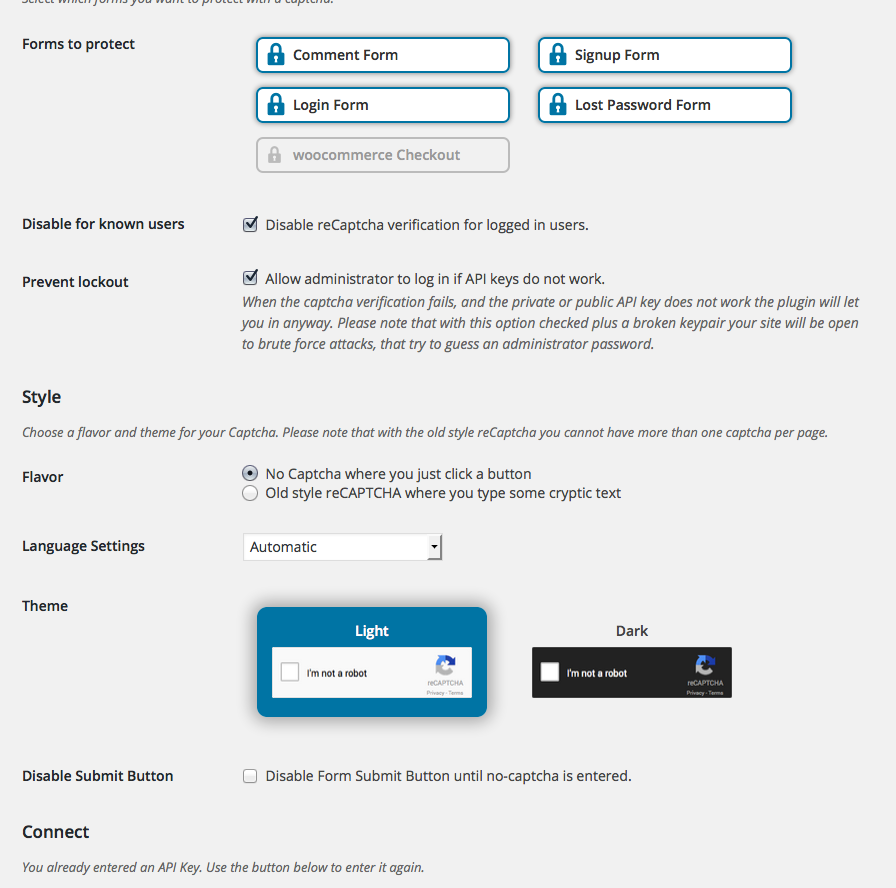 Select which forms you want to protect with a captcha.
Forms to protect
Comment Form
Signup Form
Login Form
Lost Password Form
woocommerce Checkout
Disable for known users
Disable reCaptcha verification for logged in users.
Prevent lockout
Allow administrator to log in if API keys do not work.
When the captcha verification fails, and the private or public API key does not work the plugin will let
you in anyway. Please note that with this option checked plus a broken keypair your site will be open
to brute force attacks, that try to guess an administrator password.
Style
Choose a flavor and theme for your Captcha. Please note that with the old style reCaptcha you cannot have more than one captcha per page.
Flavor
No Captcha where you just click a button
Old style reCAPTCHA where you type some cryptic text
Language Settings
Automatic
Theme
Light
I'm not a robot
reCAPTCHA
Privacy - Terms
Dark
I'm not a robot
reCAPTCHA
Privacy - Terms
Disable Submit Button
Disable Form Submit Button until no-captcha is entered.
Connect
You already entered an API Key. Use the button below to enter it again.